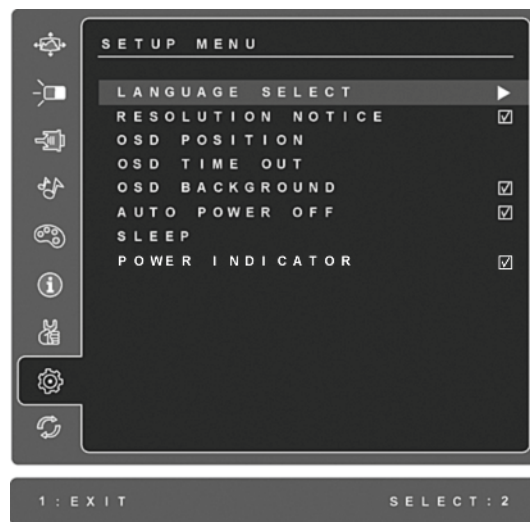 SETUP MENU
LANGUAGE SELECT
RESOLUTION NOTICE
OSD POSITION
OSD TIME OUT
OSD BACKGROUND
AUTO POWER OFF
SLEEP
POWER INDICATOR
1:EXIT SELECT:2